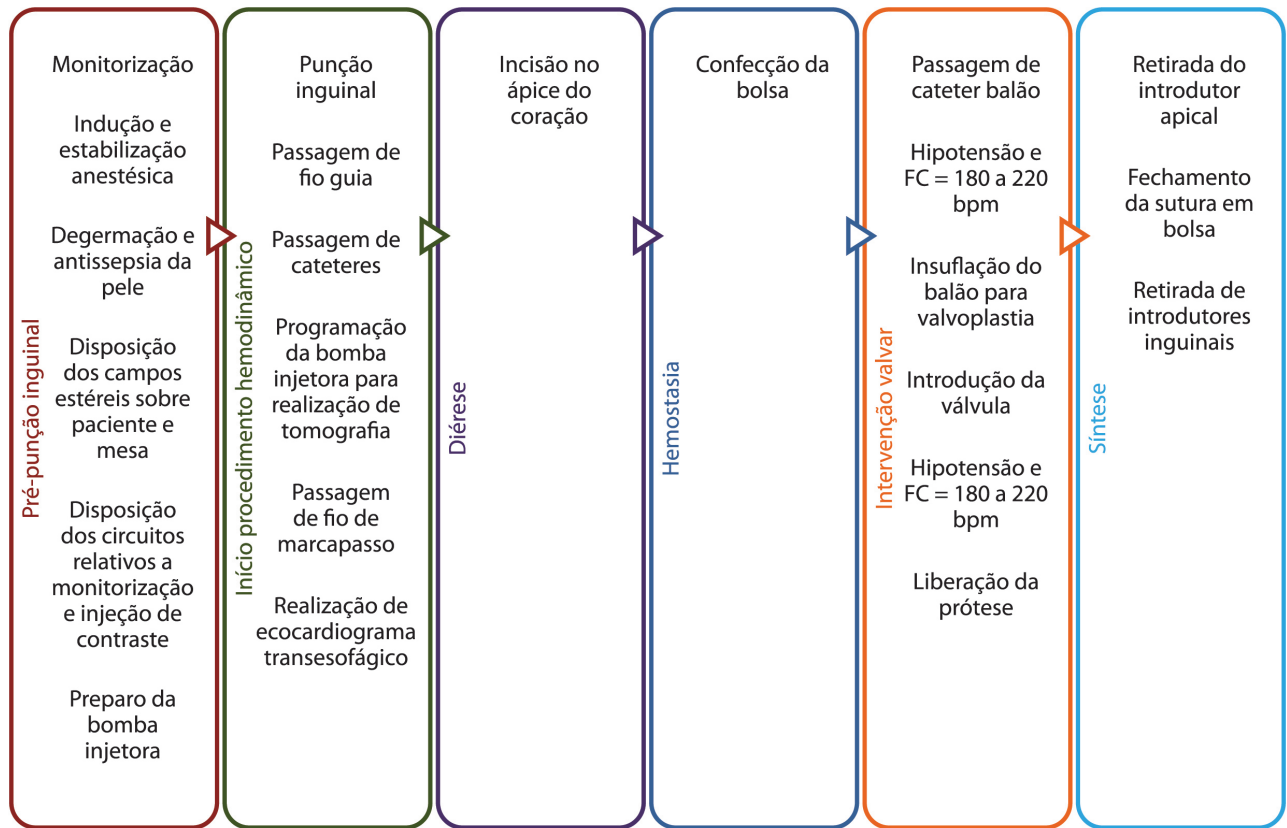 Pré-punção inguinal
Monitorização
Indução e
estabilização
anestésica
Degermação e
antissepsia da
pele
Disposição
dos campos
estéreis sobre
paciente e
mesa
Disposição
dos circuitos
relativos a
monitorização
e injeção de
contraste
Preparo da
bomba
injetora
Início procedimento hemodinâmico
Punção
inguinal
Passagem de
fio guia
Passagem de
cateteres
Programação
da bomba
injetora para
realização de
tomografia
Passagem
de fio de
marcapasso
Realização de
ecocardiograma
transesofágico
Diérese
Incisão no
ápice do
coração
Hemostasia
Confecção da
bolsa
Intervenção valvar
Passagem de
cateter balão
Hipotensão e
FC = 180 a 220
bpm
Insuflação do
balão para
valvoplastia
Introdução da
válvula
Hipotensão e
FC = 180 a 220
bpm
Liberação da
prótese
Síntese
Retirada do
introdutor
apical
Fechamento
da sutura em
bolsa
Retirada de
introdutores
inguinais